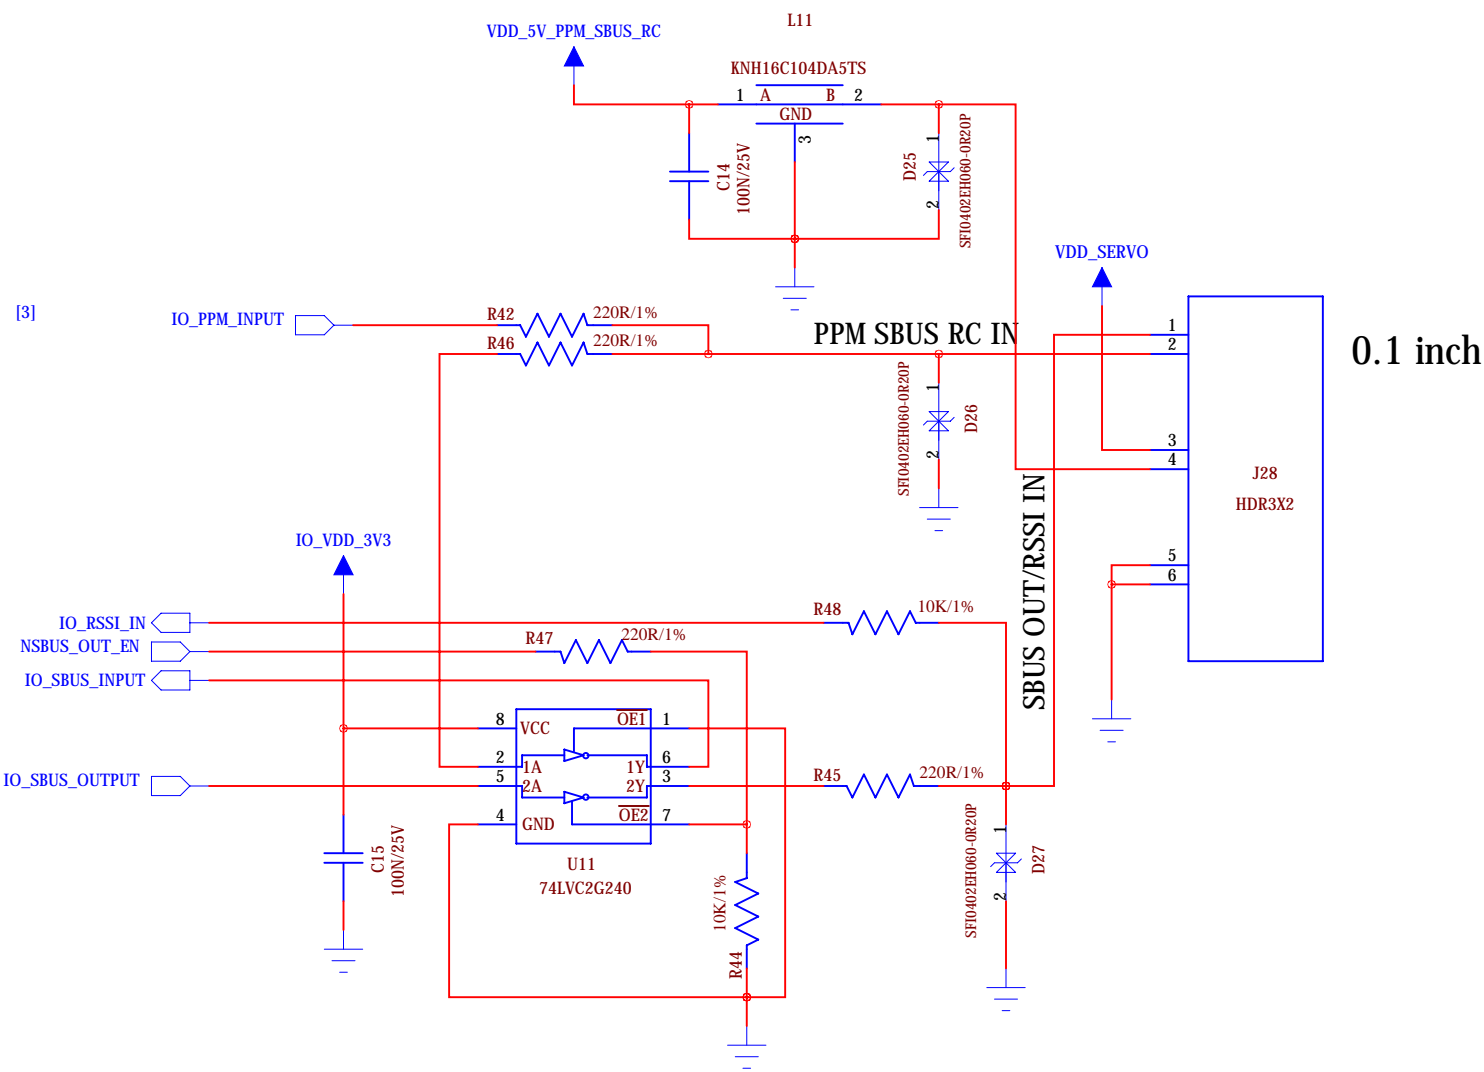 L11
VDD_5V_PPM_SBUS_RC
KNH16C104DA5TS
1 A B 2
GND
3
C14
100N/25V
1
D25
2
SFI0402EH060-0R20P
VDD_SERVO
[3]
IO_PPM_INPUT
R42
220R/1%
R46
220R/1%
PPM SBUS RC IN
1
2
0.1 inch
SFI0402EH060-0R20P
1
D26
2
3
4
J28
HDR3X2
SBUS OUT/RSSI IN
IO_VDD_3V3
5
6
IO_RSSI_IN
R48
10K/1%
NSBUS_OUT_EN
R47
220R/1%
IO_SBUS_INPUT
8 VCC
OE1 1
2 1A
1Y 6
IO_SBUS_OUTPUT
5 2A
2Y 3
R45
220R/1%
4 GND
OE2 7
C15
100N/25V
U11
74LVC2G240
SFI0402EH060-0R20P
1
D27
2
10K/1%
R44